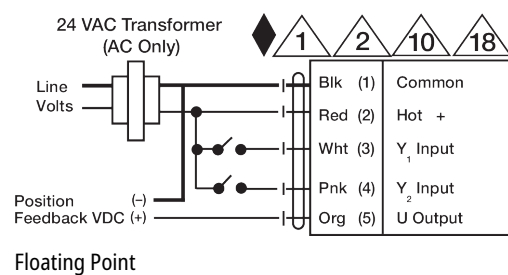 24 VAC Transformer
(AC Only)
1 2 10 18
Line
Volts
Blk (1) Common
Red (2) Hot +
Wht (3) Y1 Input
Pnk (4) Y2 Input
Org (5) U Output
Position (–)
Feedback VDC (+)
Floating Point